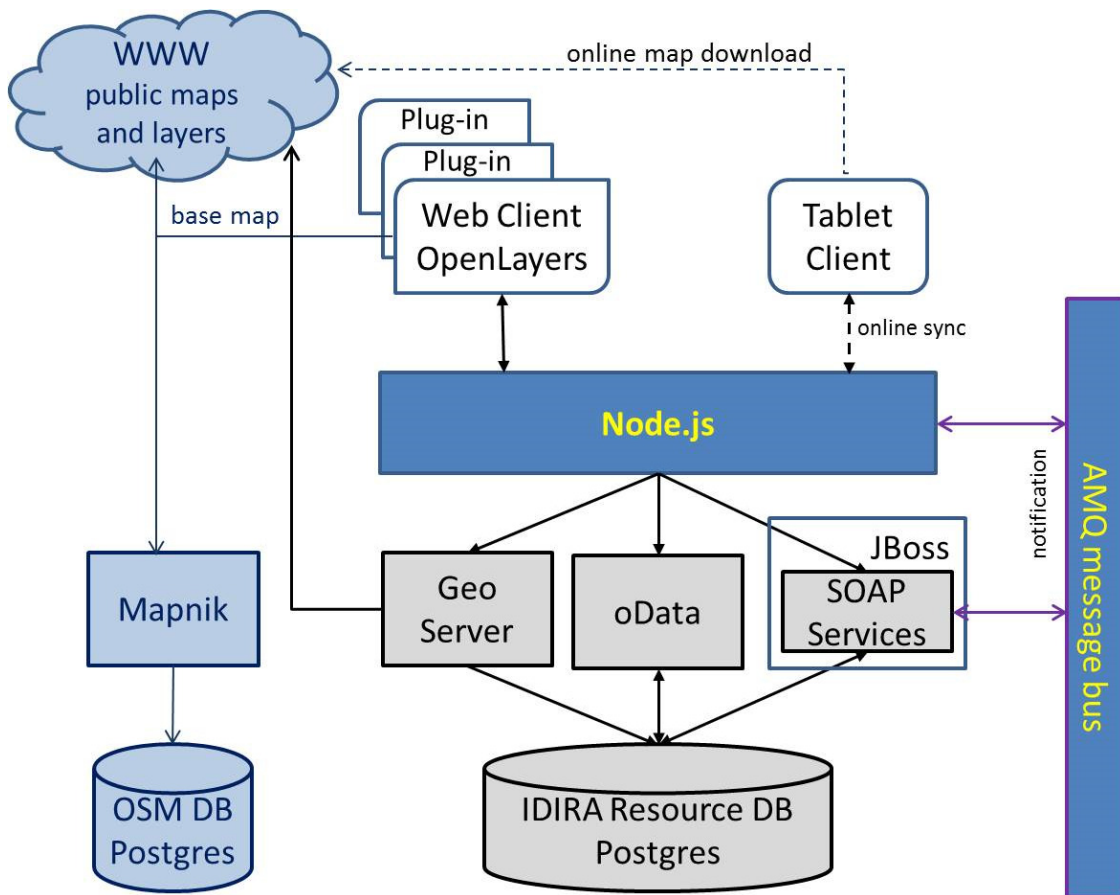 WWW
public maps
and layers
online map download
Plug-in
Plug-in
base map
Web Client
OpenLayers
Tablet
Client
online sync
Node.js
notification
AMQ message bus
JBoss
Mapnik
Geo
Server
oData
SOAP
Services
OSM DB
Postgres
IDIRA Resource DB
Postgres